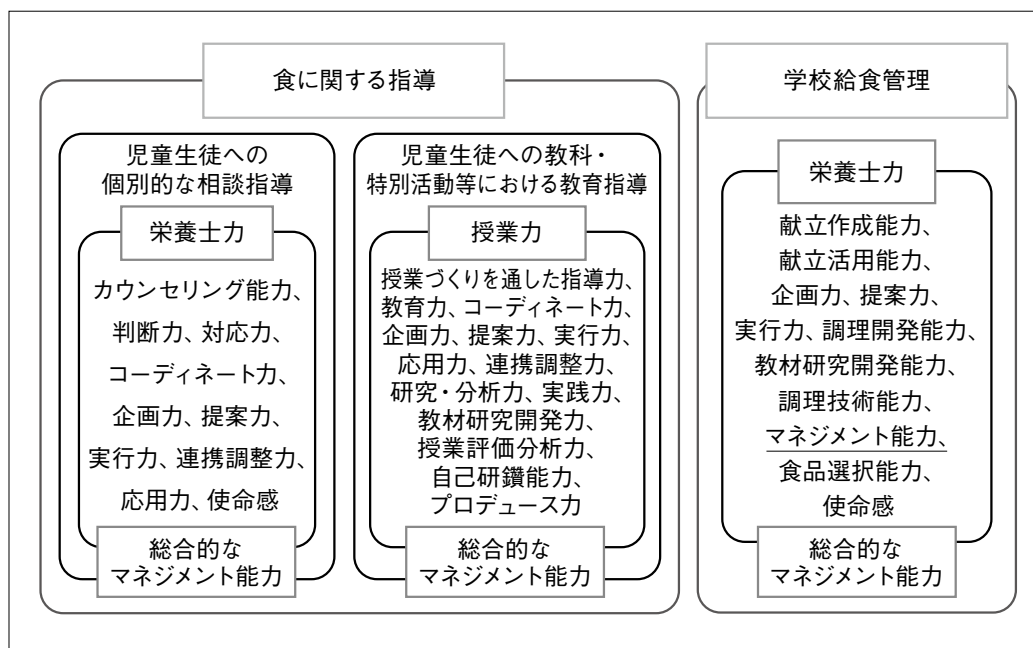 食に関する指導
児童生徒への
個別的な相談指導
栄養士力
カウンセリング能力、
判断力、対応力、
コーディネート力、
企画力、提案力、
実行力、連携調整力、
応用力、使命感
総合的な
マネジメント能力
児童生徒への教科・
特別活動等における教育指導
授業力
授業づくりを通した指導力、
教育力、コーディネート力、
企画力、提案力、実行力、
応用力、連携調整力、
研究・分析力、実践力、
教材研究開発力、
授業評価分析力、
自己研鑽能力、
プロデュース力
総合的な
マネジメント能力
学校給食管理
栄養士力
献立作成能力、
献立活用能力、
企画力、提案力、
実行力、調理開発能力、
教材研究開発能力、
調理技術能力、
マネジメント能力、
食品選択能力、
使命感
総合的な
マネジメント能力